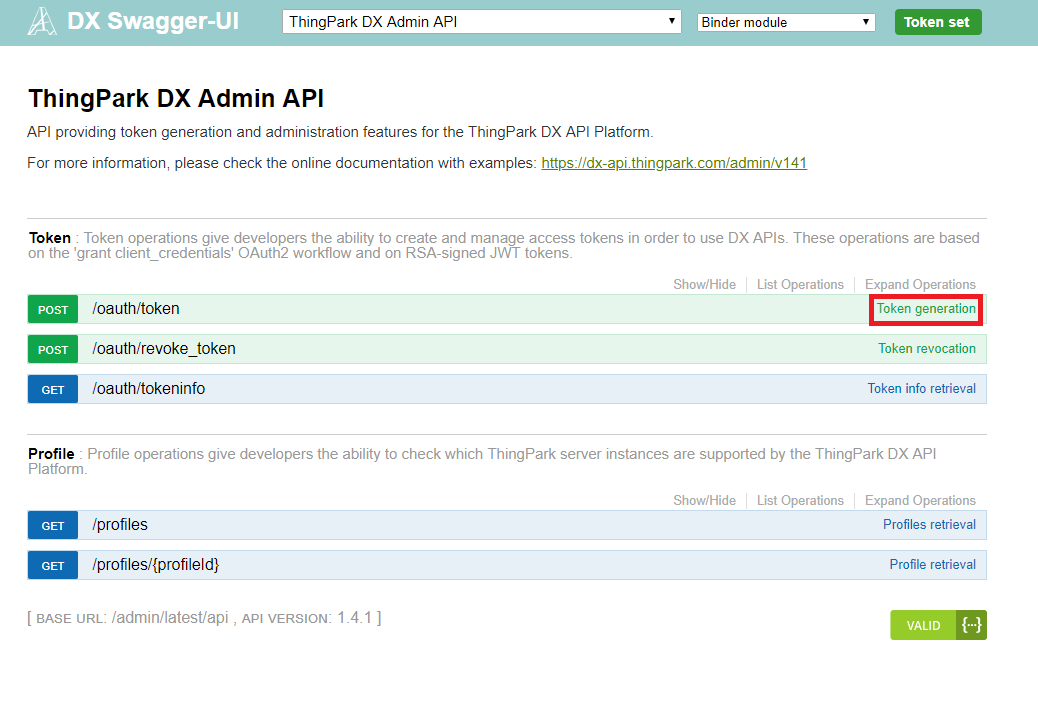 DX Swagger-UI
ThingPark DX Admin API
Binder module
Token set
ThingPark DX Admin API
API providing token generation and administration features for the ThingPark DX API Platform.
For more information, please check the online documentation with examples: https://dx-api.thingpark.com/admin/v141
Token : Token operations give developers the ability to create and manage access tokens in order to use DX APIs. These operations are based
on the 'grant client_credentials' OAuth2 workflow and on RSA-signed JWT tokens.
Show/Hide List Operations Expand Operations
POST /oauth/token Token generation
POST /oauth/revoke_token Token revocation
GET /oauth/tokeninfo Token info retrieval
Profile : Profile operations give developers the ability to check which ThingPark server instances are supported by the ThingPark DX API
Platform.
Show/Hide List Operations Expand Operations
GET /profiles Profiles retrieval
GET /profiles/{profileId} Profile retrieval
[ BASE URL: /admin/latest/api , API VERSION: 1.4.1 ]
VALID {···}